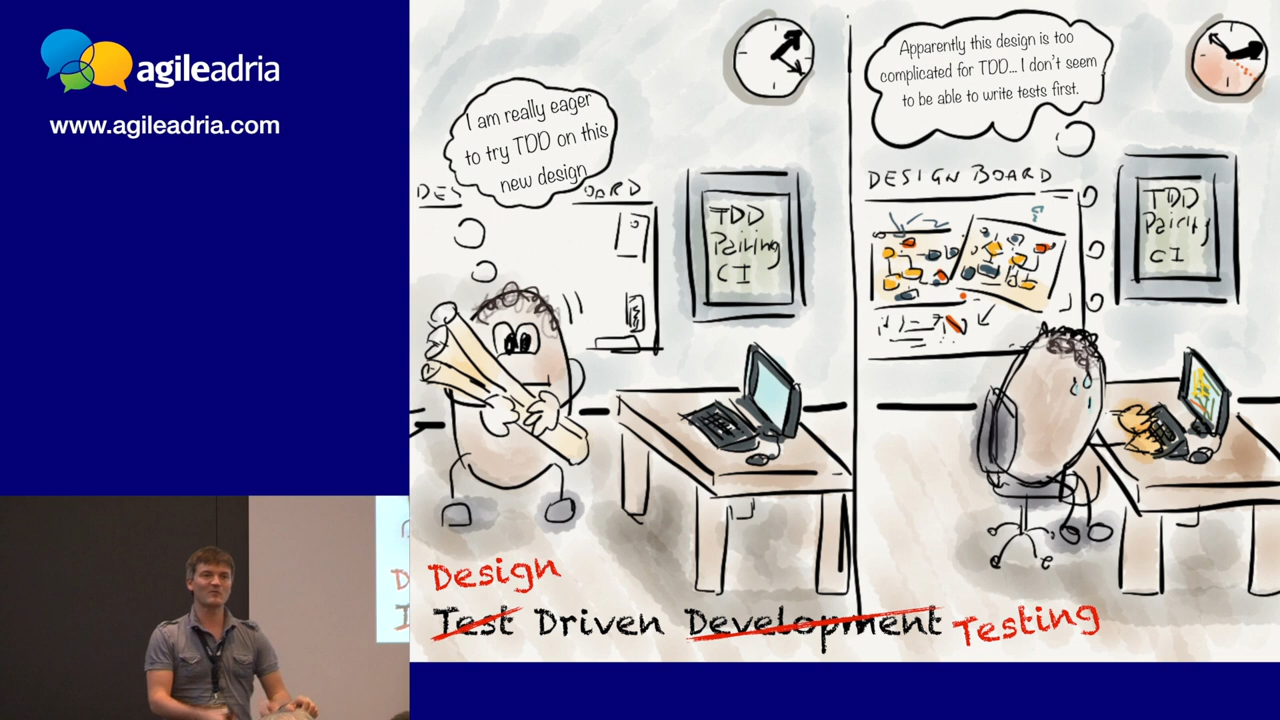 agileadria
www.agileadria.com
I am really eager
to try TDD on this
new design
DES
OARD
TDD
Pairing
CI
Apparently this design is too
complicated for TDD... I don't seem
to be able to write tests first.
DESIGN BOARD
TDD
Pairing
CI
Design
Test Driven Development Testing